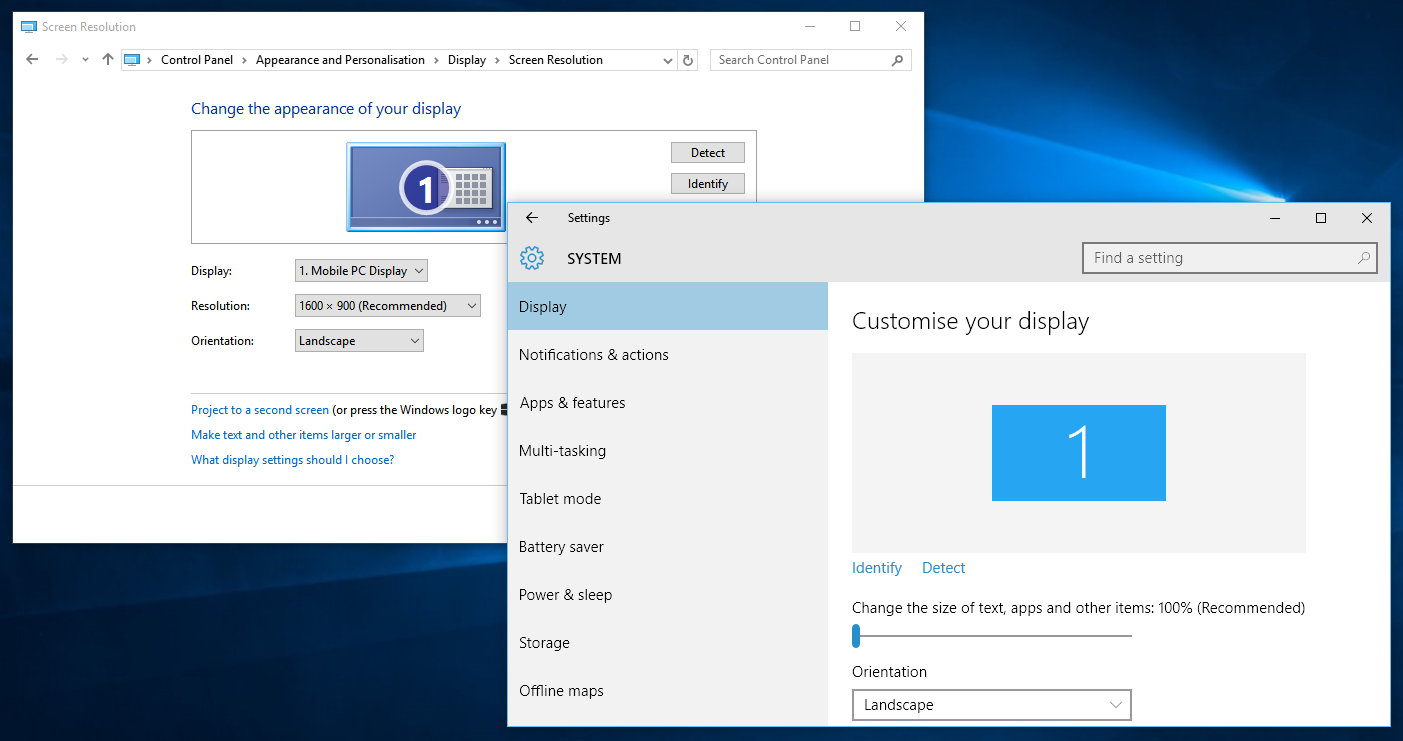 Screen Resolution
Control Panel > Appearance and Personalisation > Display > Screen Resolution
Search Control Panel
Change the appearance of your display
1
Detect
Identify
Display:
1. Mobile PC Display
Resolution:
1600 × 900 (Recommended)
Orientation:
Landscape
Project to a second screen (or press the Windows logo key
Make text and other items larger or smaller
What display settings should I choose?
Settings
SYSTEM
Find a setting
Display
Notifications & actions
Apps & features
Multi-tasking
Tablet mode
Battery saver
Power & sleep
Storage
Offline maps
Customise your display
1
Identify Detect
Change the size of text, apps and other items: 100% (Recommended)
Orientation
Landscape